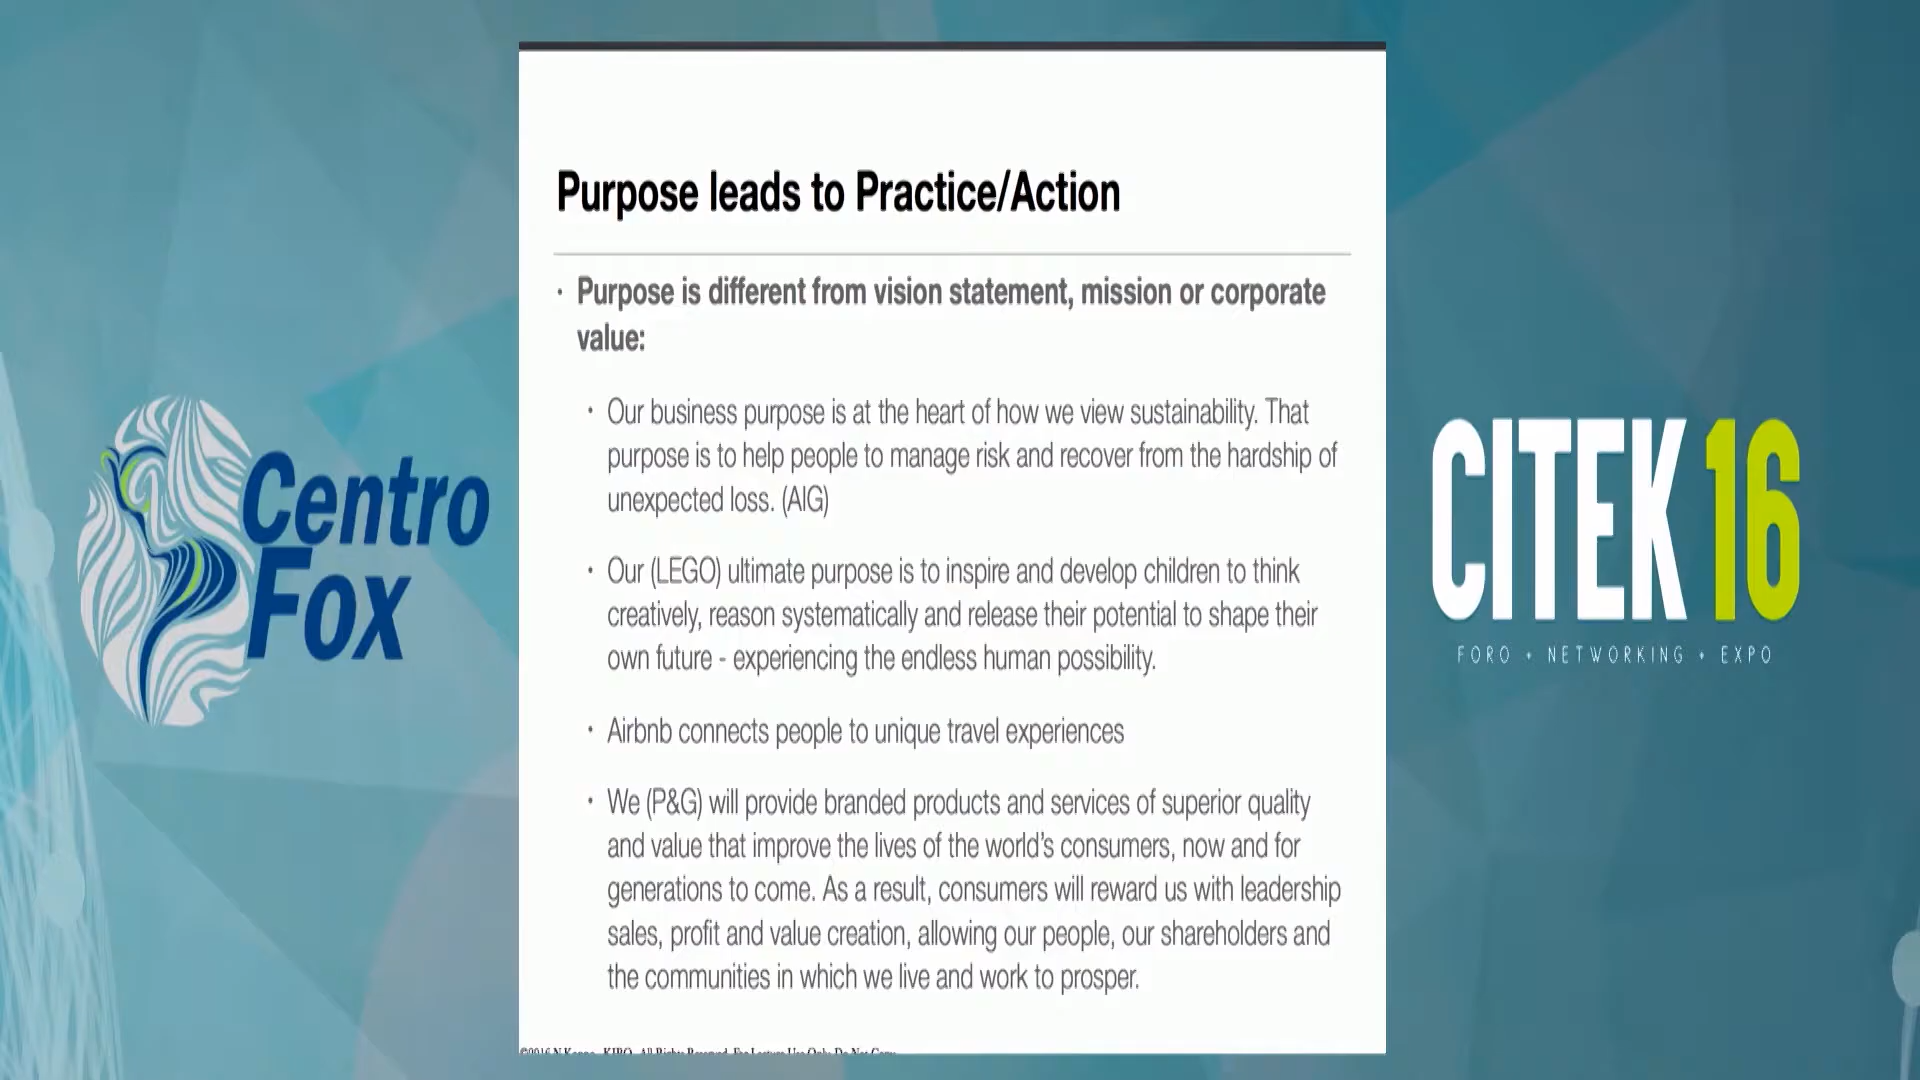 Purpose leads to Practice/Action
· Purpose is different from vision statement, mission or corporate
value:
· Our business purpose is at the heart of how we view sustainability. That
purpose is to help people to manage risk and recover from the hardship of
unexpected loss. (AIG)
· Our (LEGO) ultimate purpose is to inspire and develop children to think
creatively, reason systematically and release their potential to shape their
own future - experiencing the endless human possibility.
· Airbnb connects people to unique travel experiences
· We (P&G) will provide branded products and services of superior quality
and value that improve the lives of the world's consumers, now and for
generations to come. As a result, consumers will reward us with leadership
sales, profit and value creation, allowing our people, our shareholders and
the communities in which we live and work to prosper.
Centro
Fox
CITEK 16
FORO + NETWORKING + EXPO